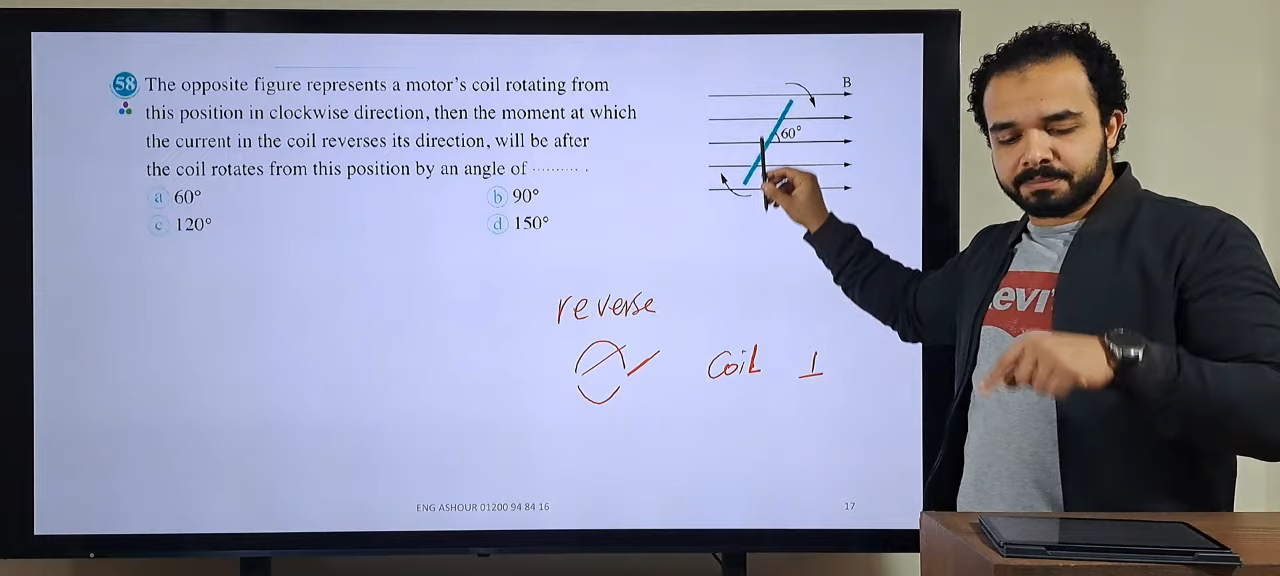 58 The opposite figure represents a motor's coil rotating from
this position in clockwise direction, then the moment at which
the current in the coil reverses its direction, will be after
the coil rotates from this position by an angle of ·········· .
a 60°
b 90°
c 120°
d 150°
B
60°
reverse
Coil ⊥
Levi's
ENG ASHOUR 01200 94 84 16
17